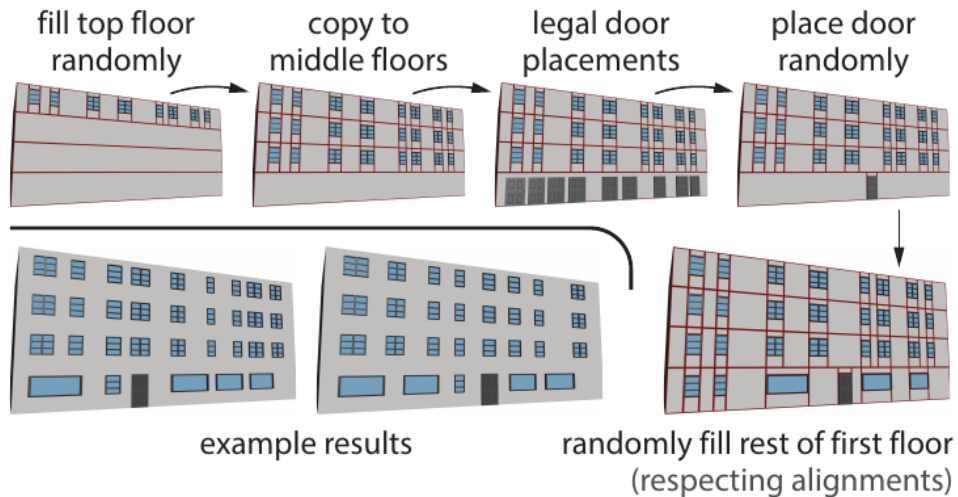 fill top floor
randomly
copy to
middle floors
legal door
placements
place door
randomly
example results
randomly fill rest of first floor
(respecting alignments)